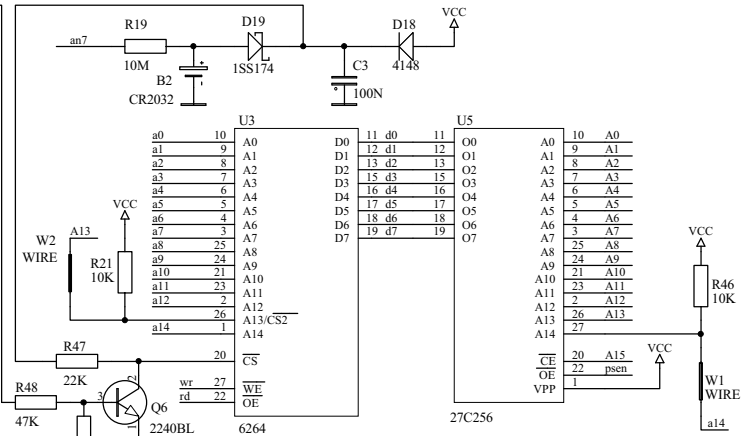 R19
D19
VCC
an7
D18
10M
1SS174
4148
B2
C3
CR2032
100N
U3
U5
a0 10 A0 D0 11 d0 11 O0 A0 10 A0
a1 9 A1 D1 12 d1 12 O1 A1 9 A1
a2 8 A2 D2 13 d2 13 O2 A2 8 A2
a3 7 A3 D3 15 d3 15 O3 A3 7 A3
a4 6 A4 D4 16 d4 16 O4 A4 6 A4
a5 5 A5 D5 17 d5 17 O5 A5 5 A5
a6 4 A6 D6 18 d6 18 O6 A6 4 A6
a7 3 A7 D7 19 d7 19 O7 A7 3 A7
a8 25 A8 A8 25 A8
a9 24 A9 A9 24 A9
a10 21 A10 A10 21 A10
a11 23 A11 A11 23 A11
a12 2 A12 A12 2 A12
26 A13/CS2 A13 26 A13
a14 1 A14 A14 27
VCC
W2
WIRE
A13
R21
10K
VCC
R46
10K
R47
22K
20 CS
CE 20 A15
OE 22 psen
VPP 1
VCC
wr 27 WE
rd 22 OE
W1
WIRE
a14
R48
47K
3
2
1
Q6
2240BL
6264
27C256